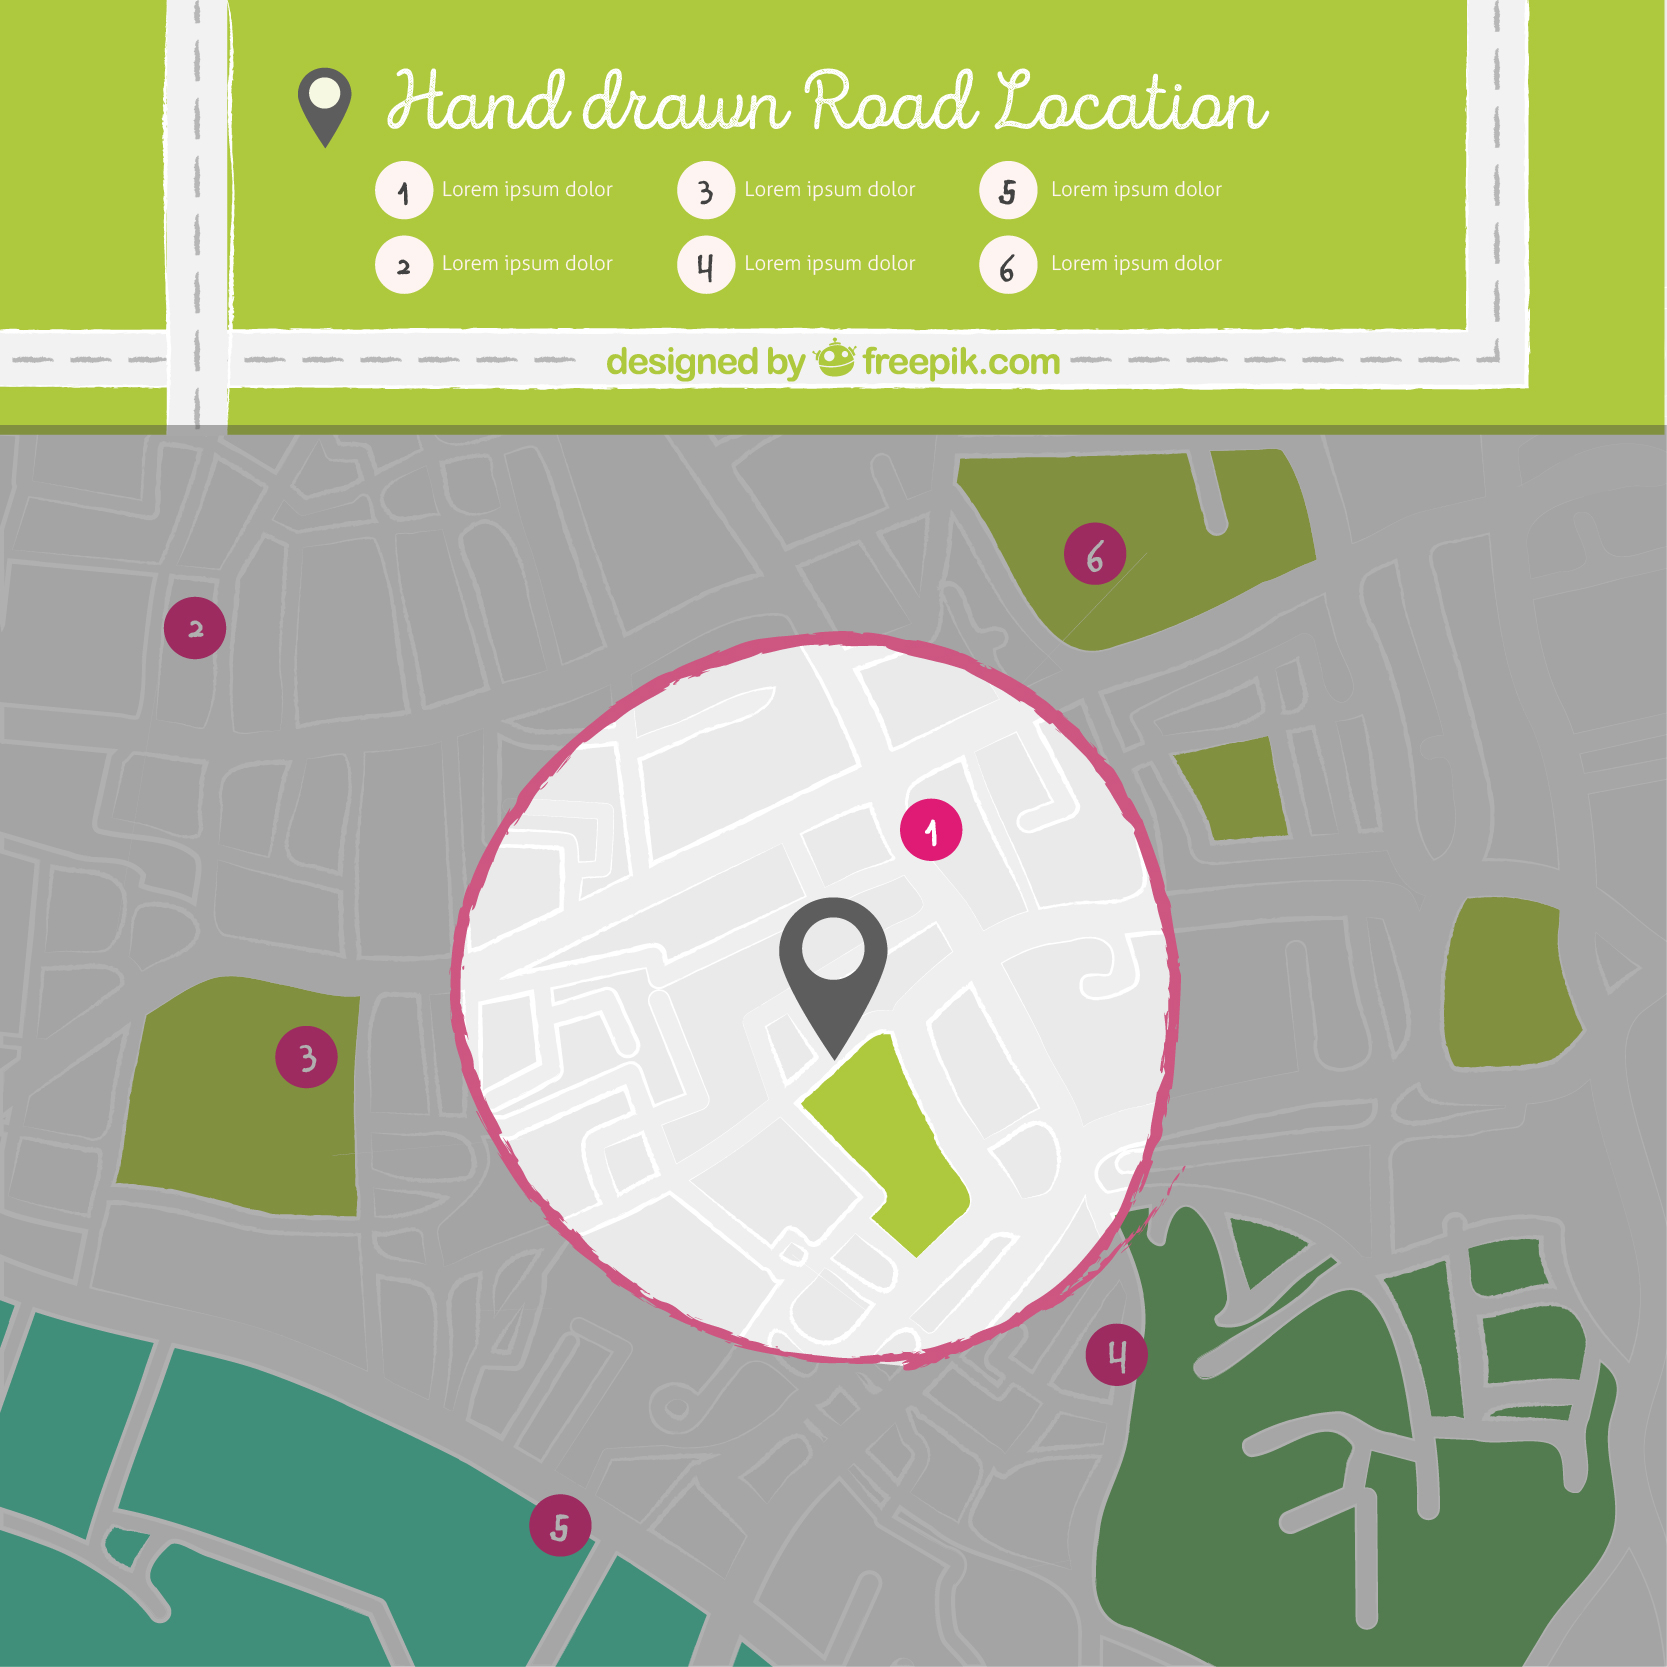 Hand drawn Road Location
1 Lorem ipsum dolor
3 Lorem ipsum dolor
5 Lorem ipsum dolor
2 Lorem ipsum dolor
4 Lorem ipsum dolor
6 Lorem ipsum dolor
designed by freepik.com
6
2
1
3
4
5